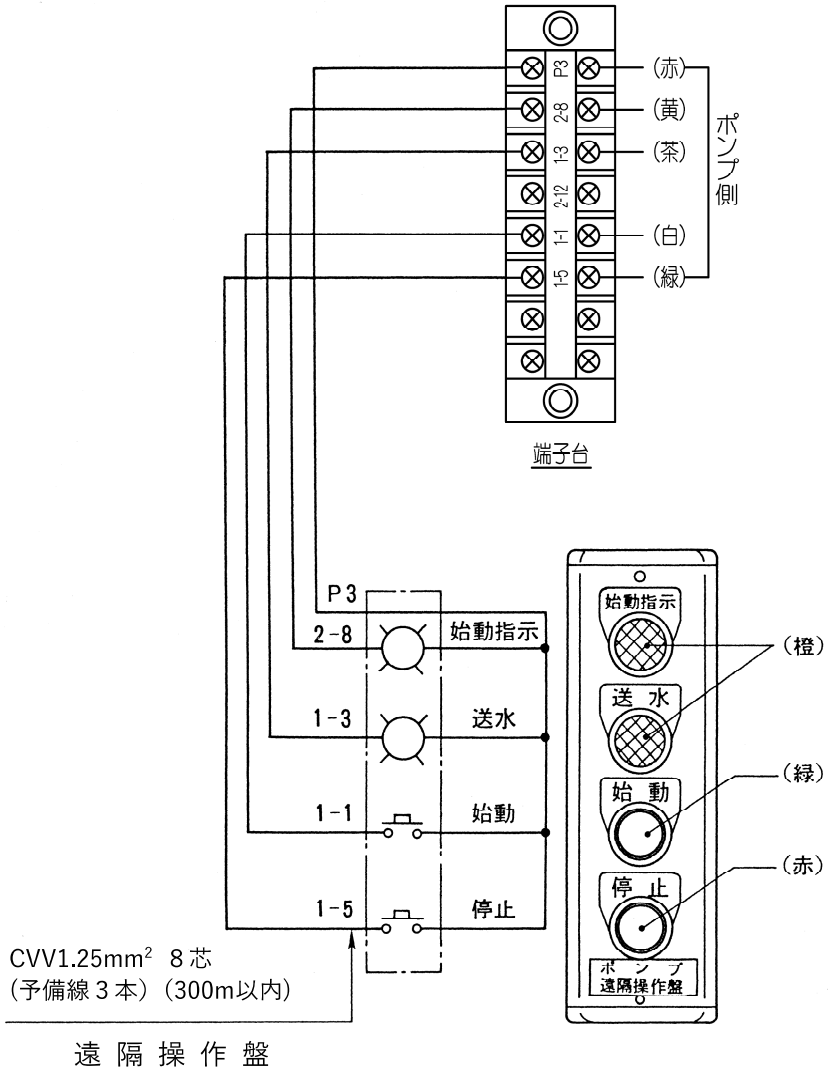 P3 (赤)
2-8 (黄)
1-3 (茶)
2-12
1-1 (白)
1-5 (緑)
ポンプ側
端子台
P3
2-8 始動指示
1-3 送水
1-1 始動
1-5 停止
始動指示
(橙)
送水
始動
(緑)
停止
(赤)
ポンプ
遠隔操作盤
CVV1.25mm² 8芯
(予備線3本)(300m以内)
遠隔操作盤